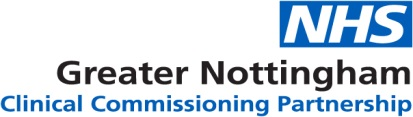 NHS
Greater Nottingham
Clinical Commissioning Partnership